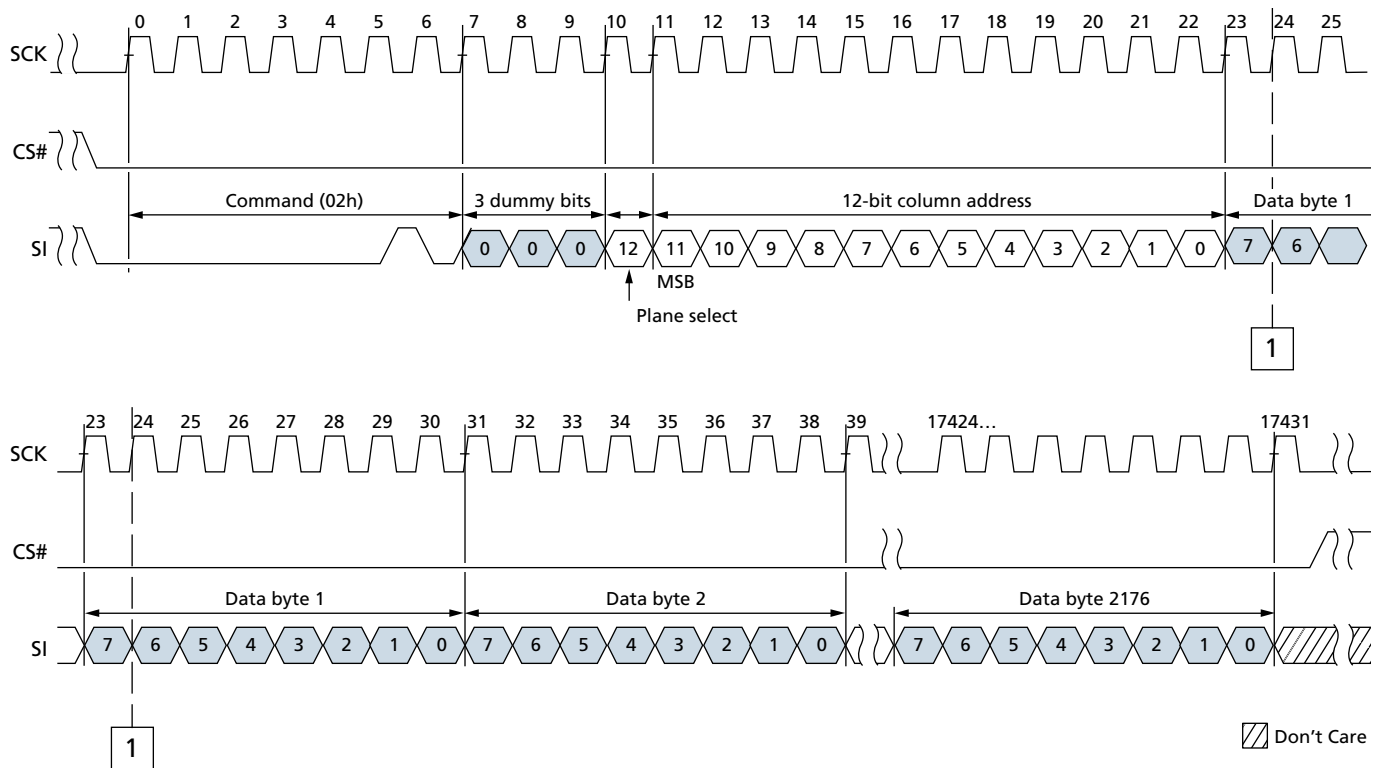 0 1 2 3 4 5 6 7 8 9 10 11 12 13 14 15 16 17 18 19 20 21 22 23 24 25
SCK
CS#
Command (02h) 3 dummy bits 12-bit column address Data byte 1
SI 0 0 0 12 11 10 9 8 7 6 5 4 3 2 1 0 7 6
MSB
Plane select
1
23 24 25 26 27 28 29 30 31 32 33 34 35 36 37 38 39 17424... 17431
SCK
CS#
Data byte 1 Data byte 2 Data byte 2176
SI 7 6 5 4 3 2 1 0 7 6 5 4 3 2 1 0 7 6 5 4 3 2 1 0
1
Don't Care